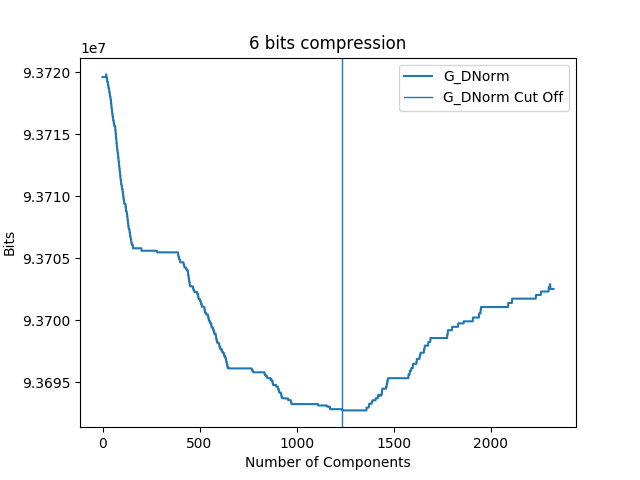 6 bits compression
1e7
G_DNorm
G_DNorm Cut Off
9.3720
9.3715
9.3710
9.3705
9.3700
9.3695
Bits
0 500 1000 1500 2000
Number of Components